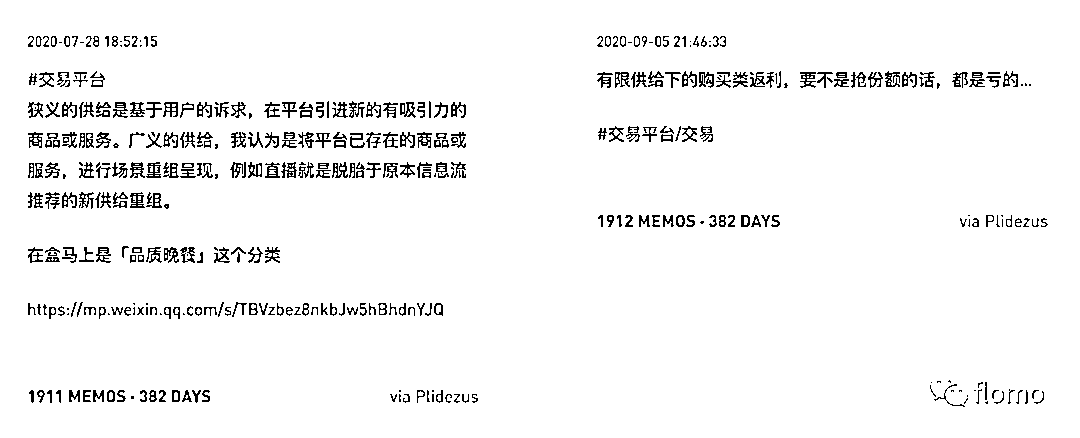 2020-07-28 18:52:15
#交易平台
狭义的供给是基于用户的诉求，在平台引进新的有吸引力的
商品或服务。广义的供给，我认为是将平台已存在的商品或
服务，进行场景重组呈现，例如直播就是脱胎于原本信息流
推荐的新供给重组。
在盒马上是「品质晚餐」这个分类
https://mp.weixin.qq.com/s/TBVzbez8nkbJw5hBhdnYJQ
1911 MEMOS · 382 DAYS
via Plidezus
2020-09-05 21:46:33
有限供给下的购买类返利，要不是抢份额的话，都是亏的...
#交易平台/交易
1912 MEMOS · 382 DAYS
via Plidezus
flomo